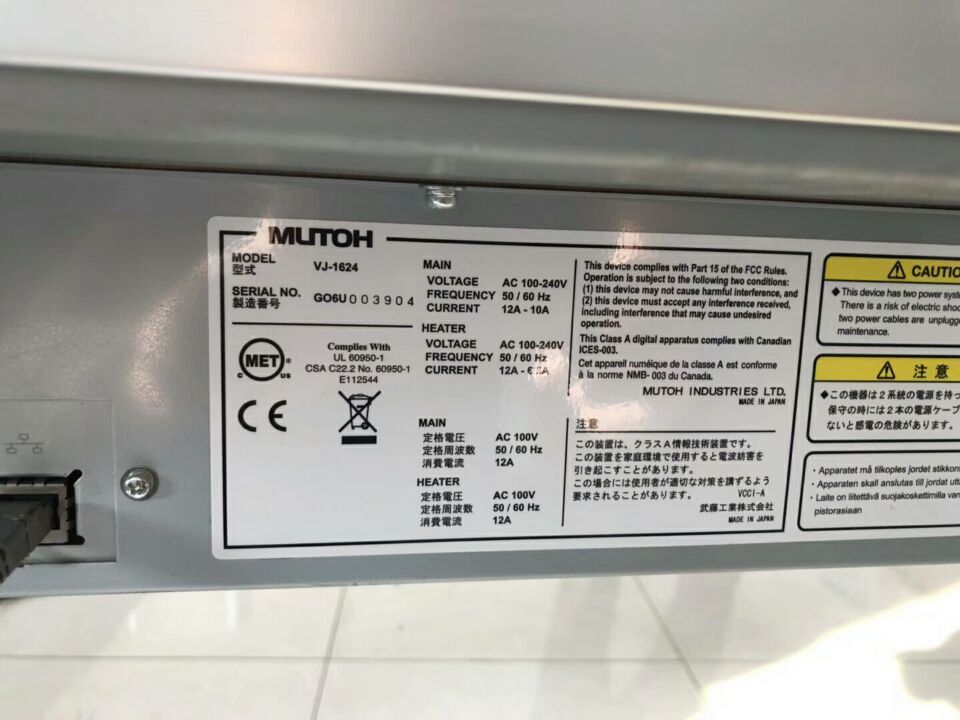 MUTOH
MODEL
型式
VJ-1624
SERIAL NO.
製造番号
GO6U003904
MET
C US
Complies With
UL 60950-1
CSA C22.2 No. 60950-1
E112544
CE
MAIN
VOLTAGE AC 100-240V
FREQUENCY 50 / 60 Hz
CURRENT 12A - 10A
HEATER
VOLTAGE AC 100-240V
FREQUENCY 50 / 60 Hz
CURRENT 12A -
MAIN
定格電圧 AC 100V
定格周波数 50 / 60 Hz
消費電流 12A
HEATER
定格電圧 AC 100V
定格周波数 50 / 60 Hz
消費電流 12A
This device complies with Part 15 of the FCC Rules.
Operation is subject to the following two conditions:
(1) this device may not cause harmful interference, and
(2) this device must accept any interference received,
including interference that may cause undesired
operation.
This Class A digital apparatus complies with Canadian
ICES-003.
Cet appareil numéique de la classe A est conforme
à la norme NMB- 003 du Canada.
MUTOH INDUSTRIES LTD.
MADE IN JAPAN
注意
この装置は、クラスA情報技術装置です。
この装置を家庭環境で使用すると電波妨害を
引き起こすことがあります。
この場合には使用者が適切な対策を講ずるよう
要求されることがあります。 VCCI-A
武藤工業株式会社
MADE IN JAPAN
CAUTIO
◆This device has two power syst
There is a risk of electric shoc
two power cables are unplugge
maintenance.
注意
◆この機器は2系統の電源を持っ
保守の時には2本の電源ケーブ
ないと感電の危険があります。
・Apparatet må tilkoples jordet stikkont
・Apparaten skall anslutas till jordat utta
・Laite on liitettävä suojakoskettimilla var
pistorasiaan